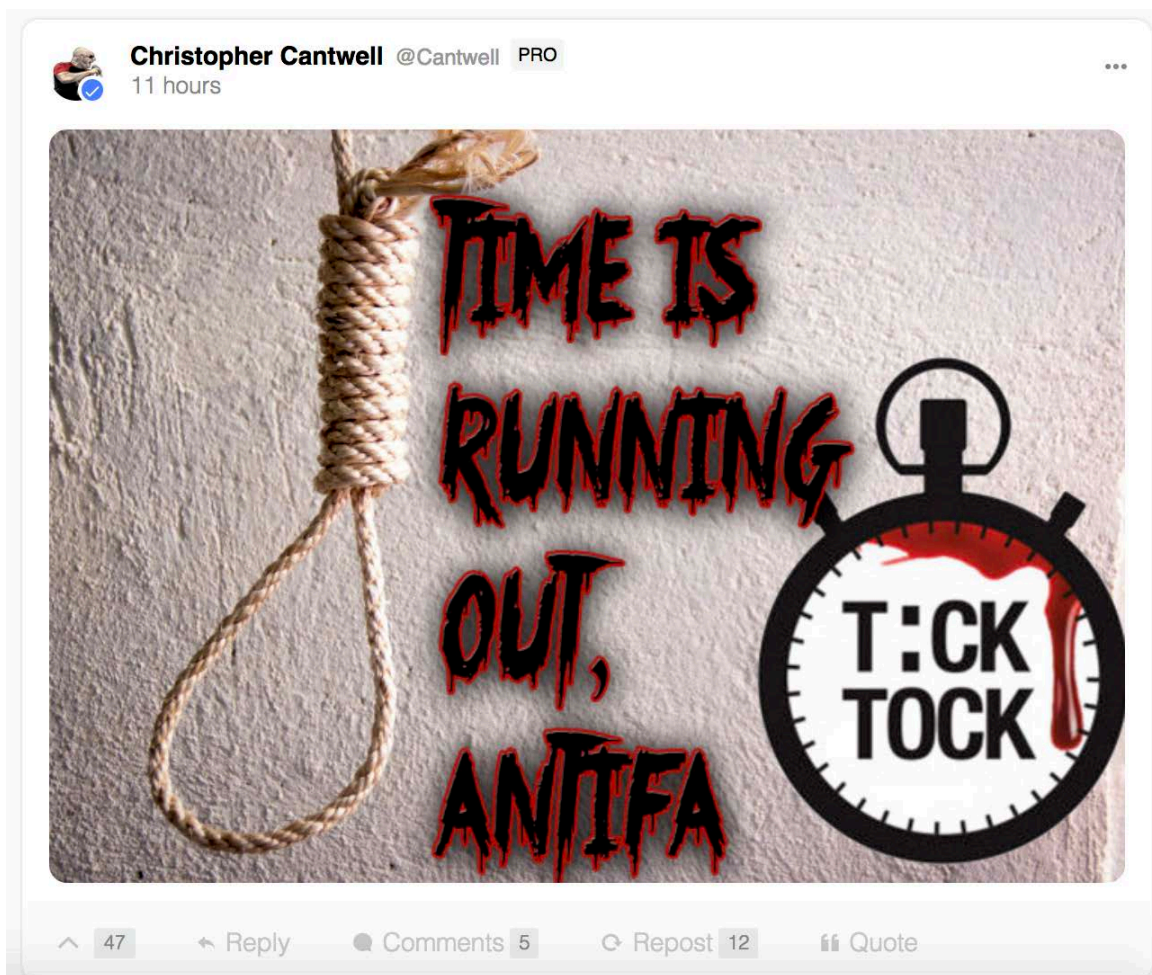 Christopher Cantwell @Cantwell PRO
11 hours
TIME IS
RUNNING
OUT,
ANTIFA
T:CK
TOCK
47 Reply Comments 5 Repost 12 Quote